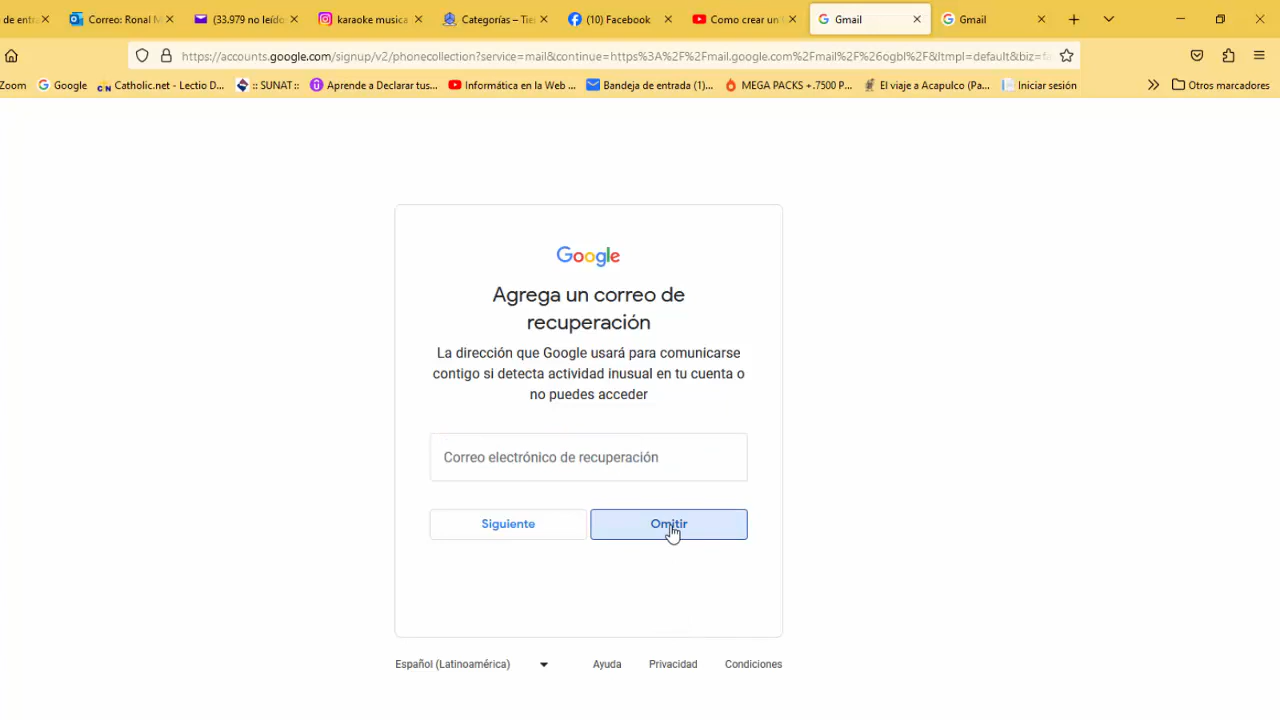 de entra
Correo: Ronal M
(33.979 no leído
karaoke musica
Categorías – Tie
(10) Facebook
Como crear un
Gmail
Gmail
https://accounts.google.com/signup/v2/phonecollection?service=mail&continue=https%3A%2F%2Fmail.google.com%2Fmail%2F%26ogbl%2F&ltmpl=default&biz=fa
Zoom
Google
Catholic.net - Lectio D...
:: SUNAT::
Aprende a Declarar tus...
Informática en la Web ...
Bandeja de entrada (1)...
MEGA PACKS +.7500 P...
El viaje a Acapulco (Pa...
Iniciar sesión
Otros marcadores
Google
Agrega un correo de
recuperación
La dirección que Google usará para comunicarse
contigo si detecta actividad inusual en tu cuenta o
no puedes acceder
Correo electrónico de recuperación
Siguiente
Omitir
Español (Latinoamérica)
Ayuda
Privacidad
Condiciones